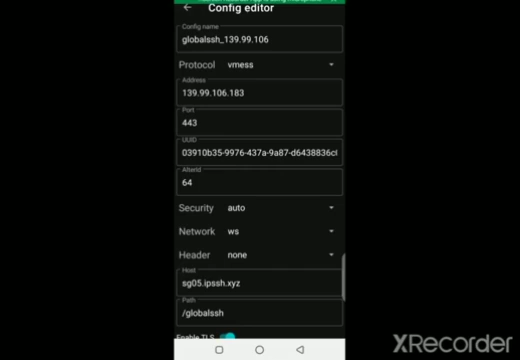 Config editor
Config name
globalssh_139.99.106
Protocol vmess
Address
139.99.106.183
Port
443
UUID
03910b35-9976-437a-9a87-d6438836c
AlterId
64
Security auto
Network ws
Header none
Host
sg05.ipssh.xyz
Path
/globalssh
Enable TLS
XRecorder